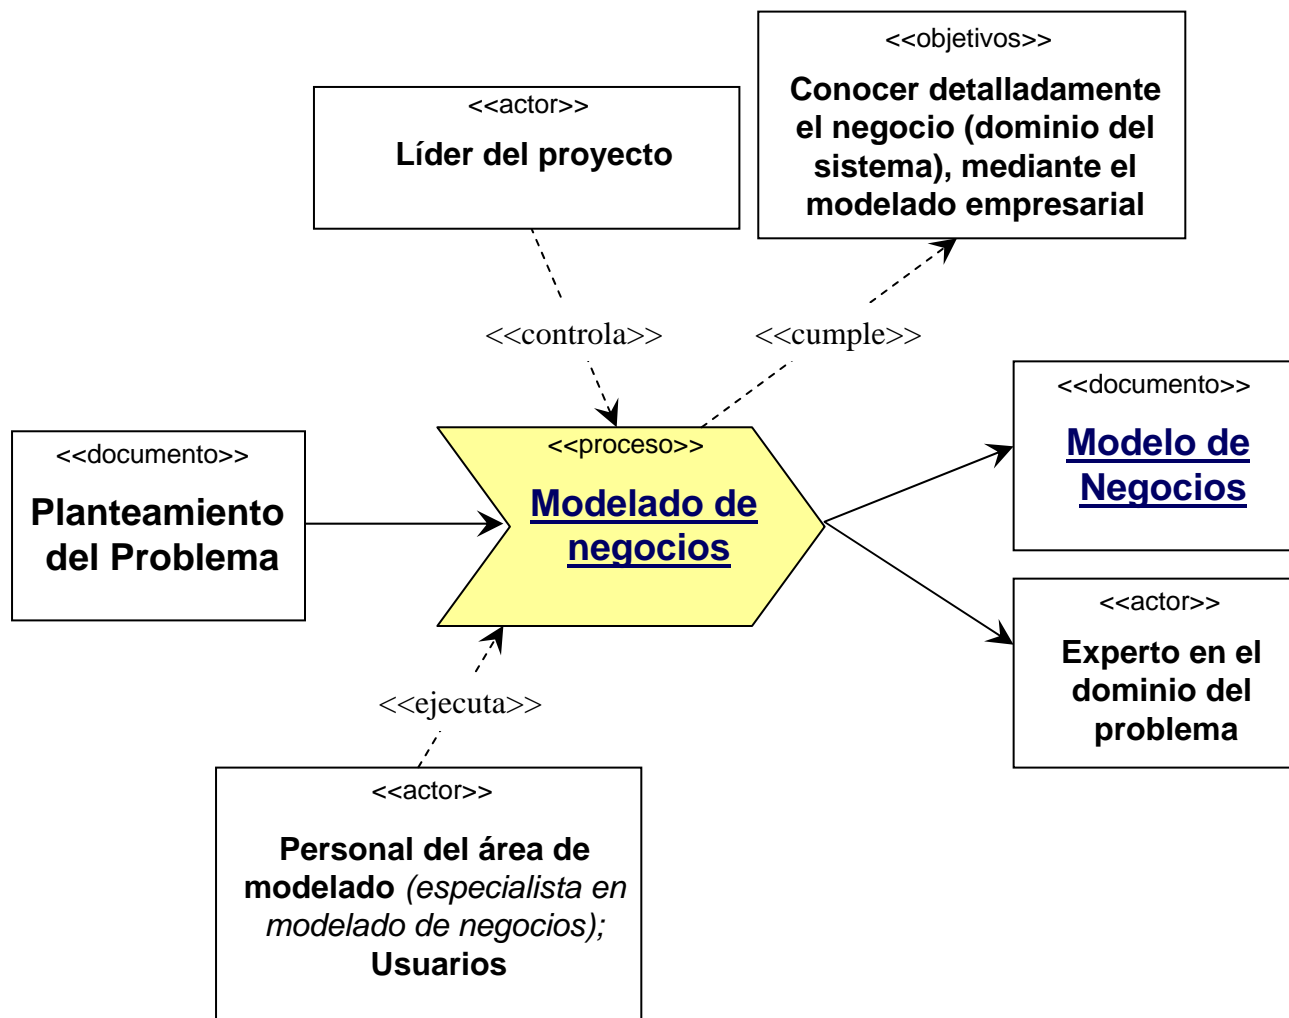 <<objetivos>>
Conocer detalladamente
el negocio (dominio del
sistema), mediante el
modelado empresarial
<<actor>>
Líder del proyecto
<<controla>>
<<cumple>>
<<documento>>
Planteamiento
del Problema
<<proceso>>
Modelado de
negocios
<<documento>>
Modelo de
Negocios
<<actor>>
Experto en el
dominio del
problema
<<ejecuta>>
<<actor>>
Personal del área de
modelado (especialista en
modelado de negocios);
Usuarios